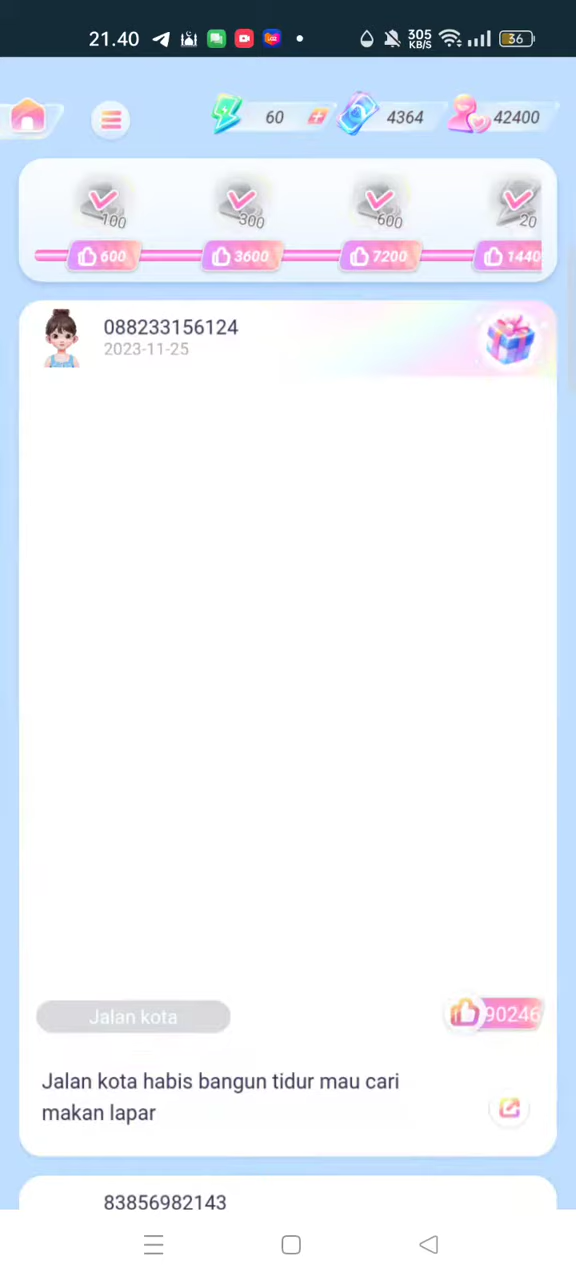 21.40 305 KB/S 36
60 4364 42400
100 300 600 20
600 3600 7200 1440
088233156124
2023-11-25
Jalan kota 90246
Jalan kota habis bangun tidur mau cari
makan lapar
83856982143